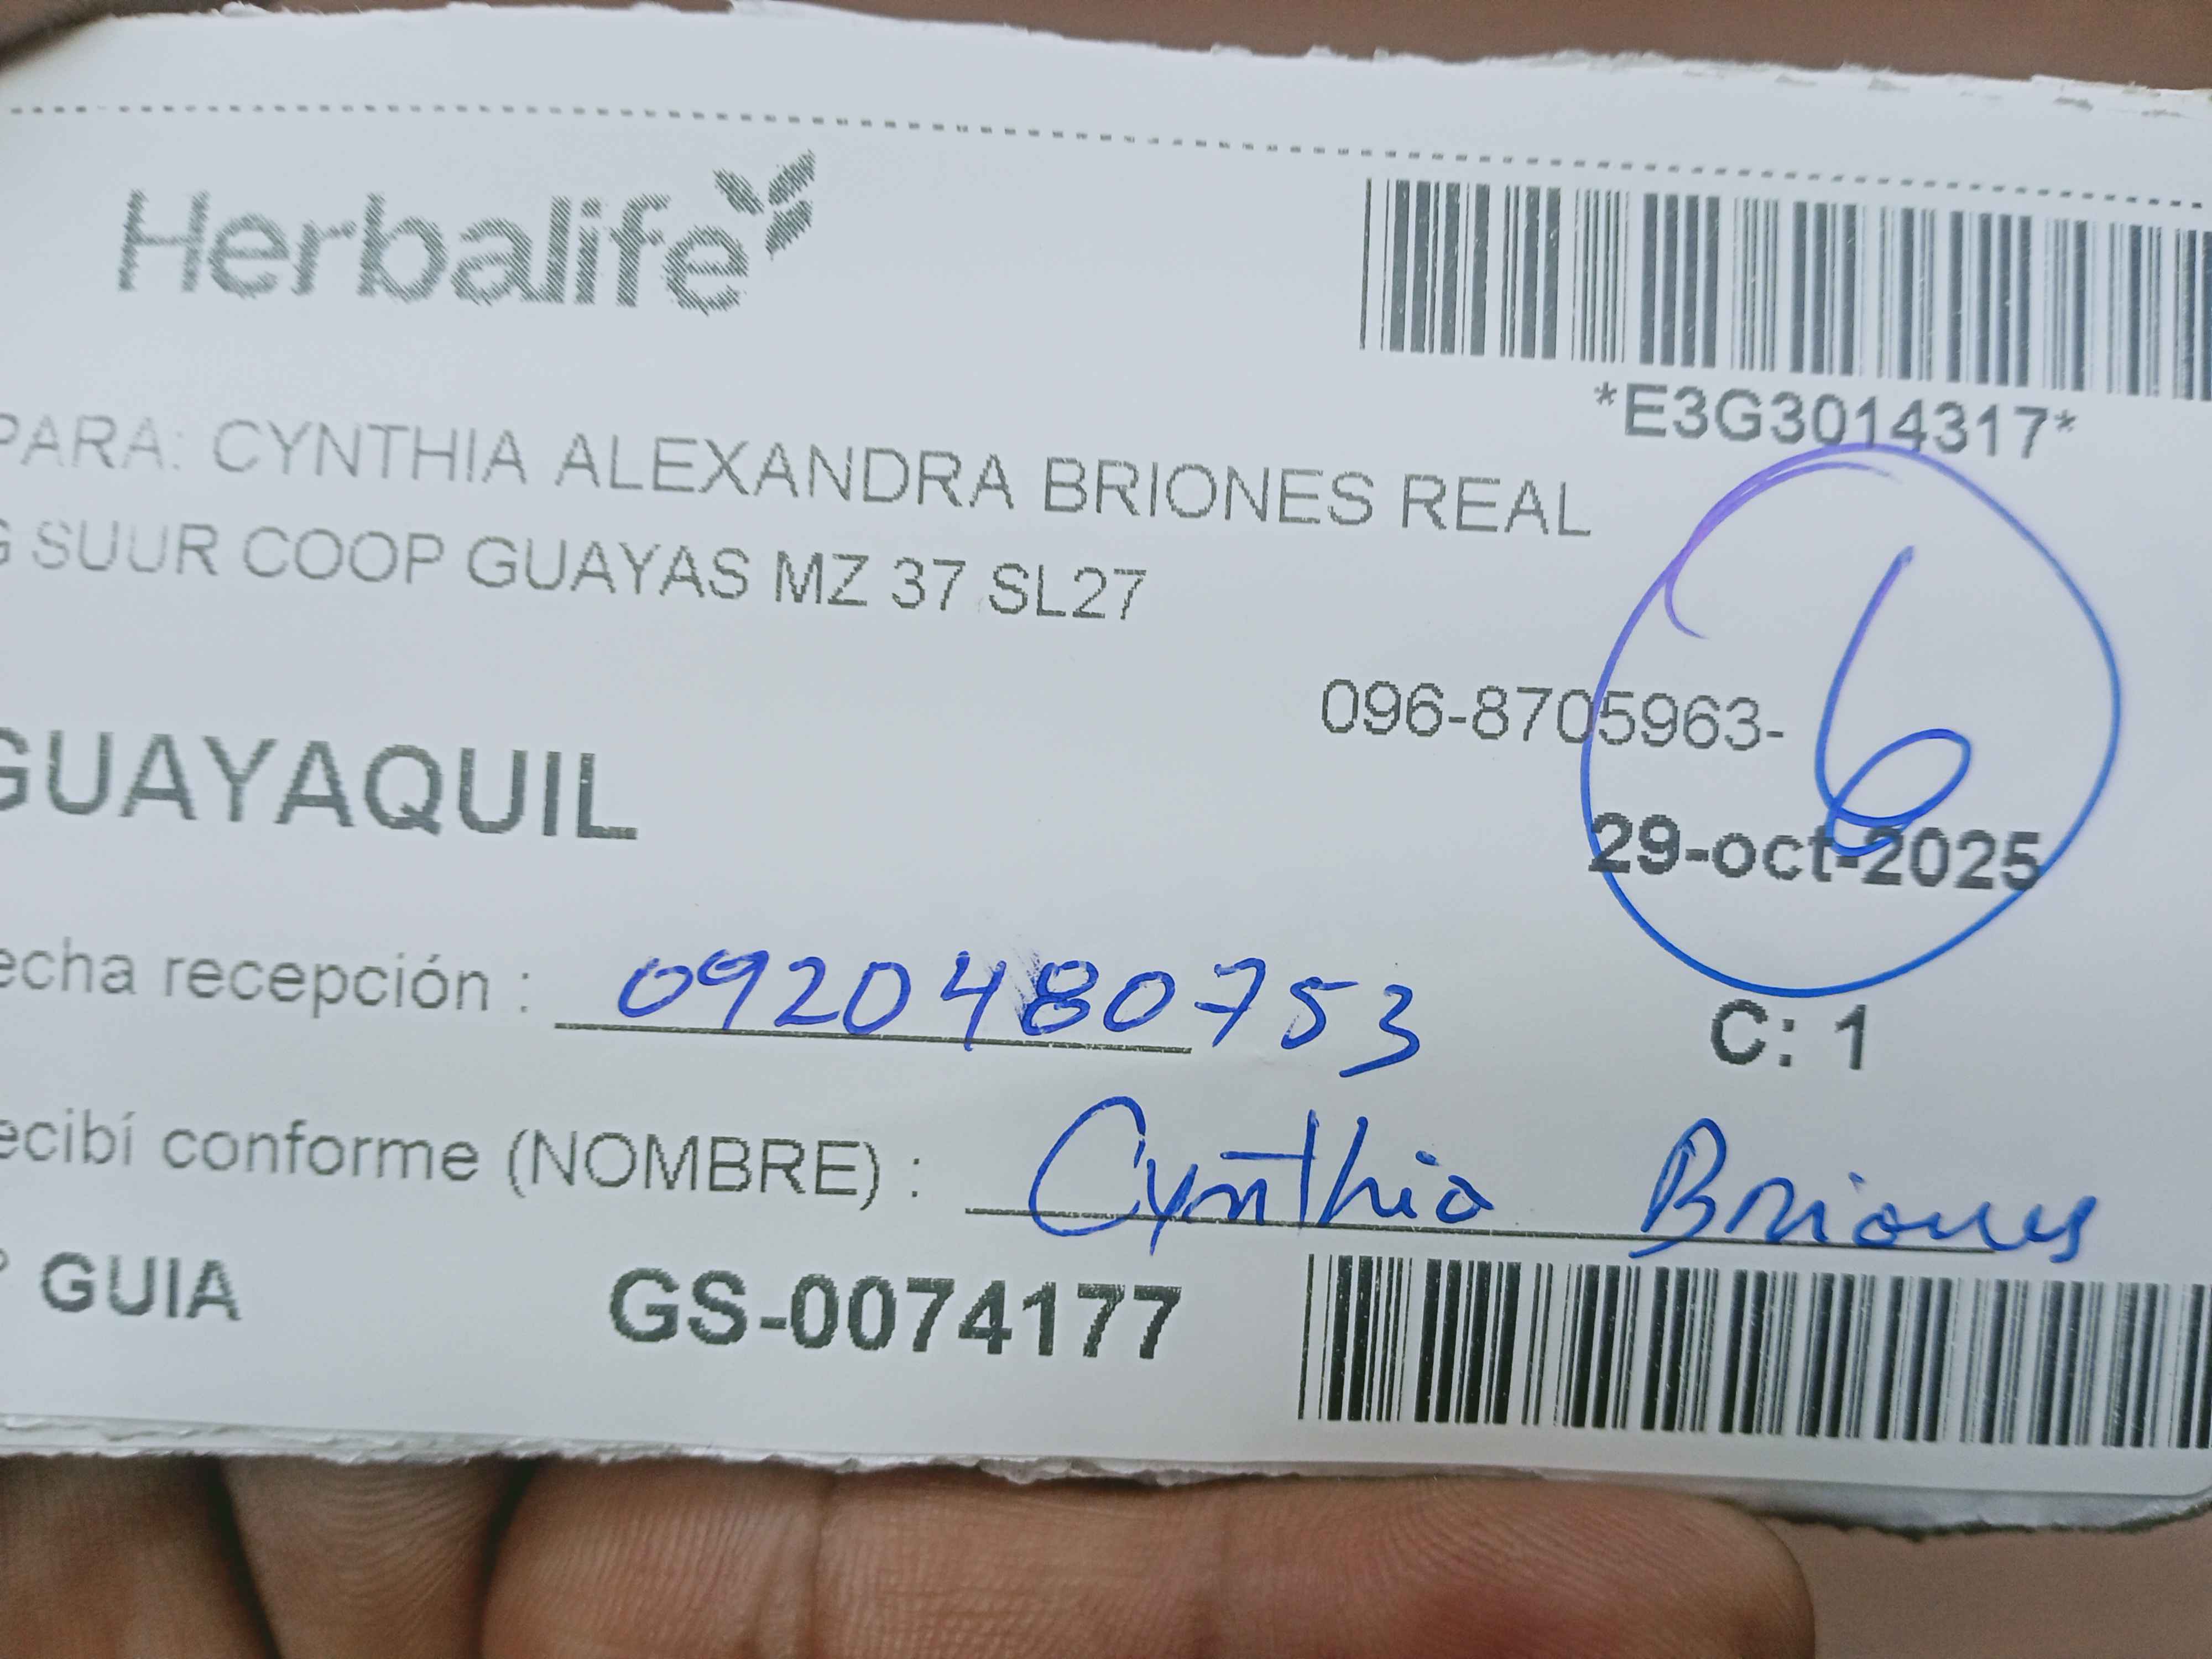 Herbalife
*E3G3014317*
PARA: CYNTHIA ALEXANDRA BRIONES REAL
G SUUR COOP GUAYAS MZ 37 SL27
096-8705963-
6
GUAYAQUIL
29-oct-2025
echa recepción : 0920480753
C: 1
ecibí conforme (NOMBRE) : Cynthia Briones
° GUIA GS-0074177